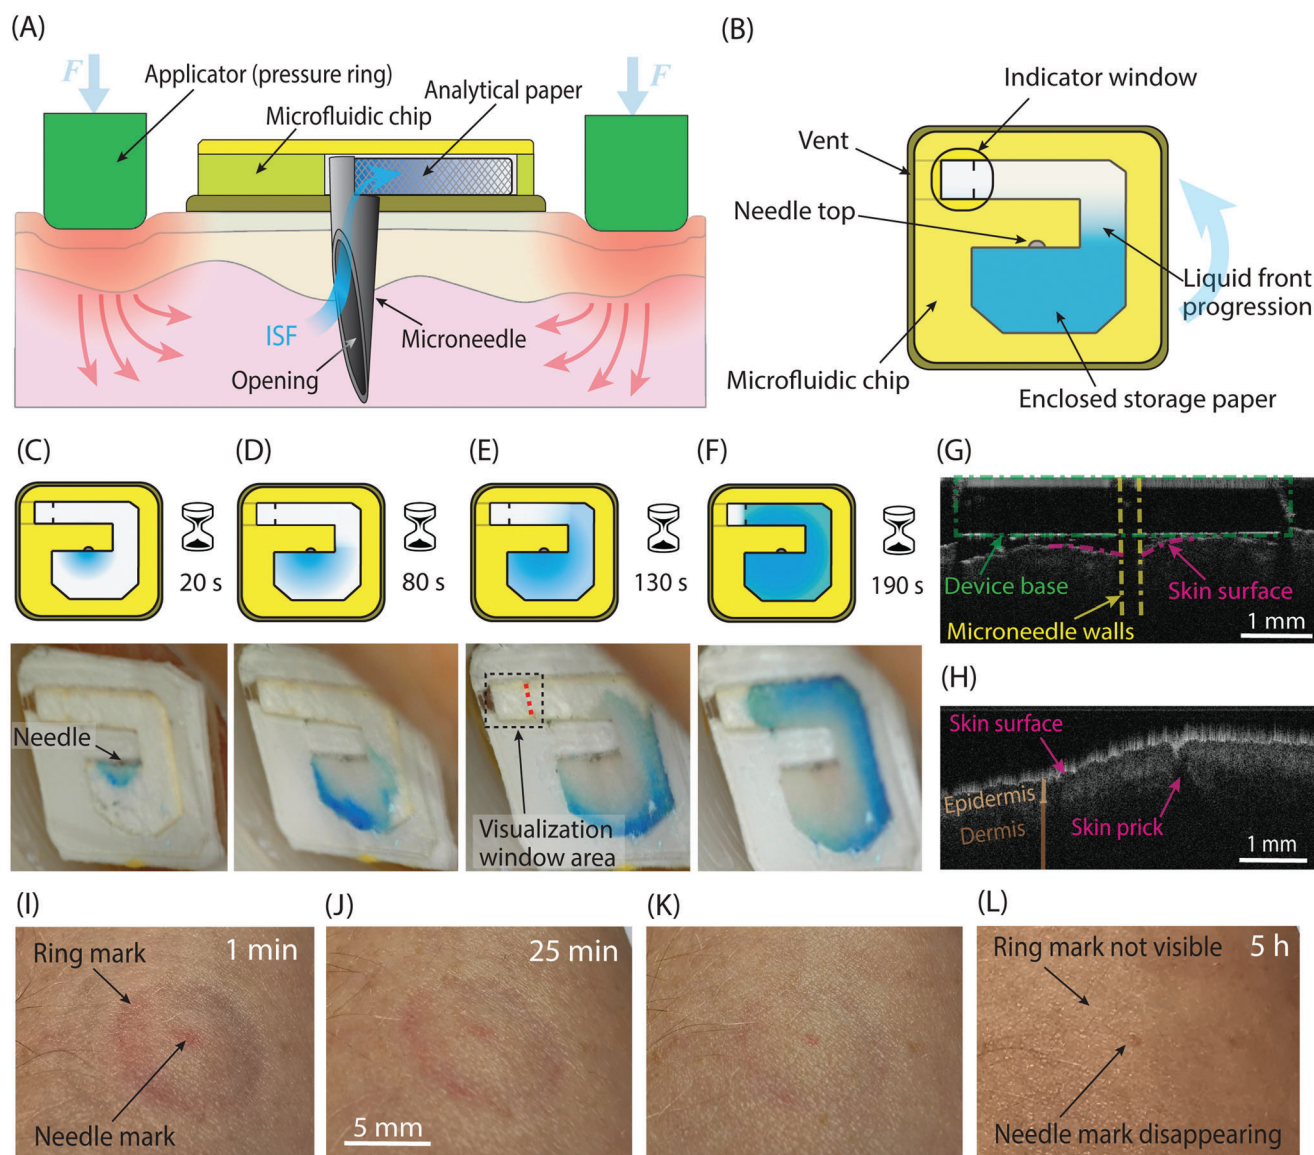 (A)
F
F
Applicator (pressure ring)
Microfluidic chip
Analytical paper
ISF
Opening
Microneedle
(B)
Indicator window
Vent
Needle top
Liquid front
progression
Microfluidic chip
Enclosed storage paper
(C)
20 s
(D)
80 s
(E)
130 s
(F)
190 s
Needle
Visualization
window area
(G)
Device base
Skin surface
Microneedle walls
1 mm
(H)
Skin surface
Epidermis
Dermis
Skin prick
1 mm
(I)
1 min
Ring mark
Needle mark
(J)
25 min
5 mm
(K)
(L)
5 h
Ring mark not visible
Needle mark disappearing